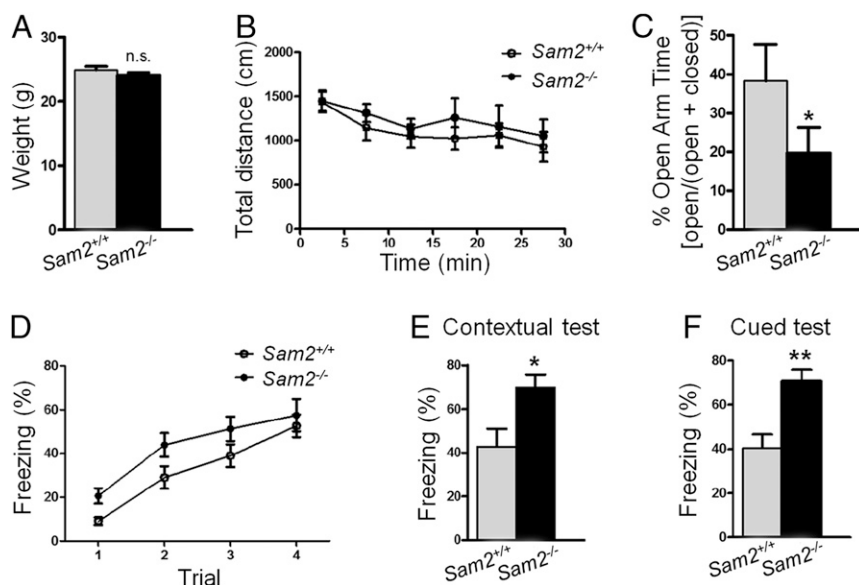 A
Weight (g)
30
20
10
0
n.s.
Sam2+/+
Sam2-/-
B
Total distance (cm)
2000
1500
1000
500
0
0 5 10 15 20 25 30
Time (min)
Sam2+/+
Sam2-/-
C
% Open Arm Time
[open/(open + closed)]
50
40
30
20
10
0
*
Sam2+/+
Sam2-/-
D
Freezing (%)
80
60
40
20
0
1 2 3 4
Trial
Sam2+/+
Sam2-/-
E Contextual test
Freezing (%)
80
60
40
20
0
*
Sam2+/+
Sam2-/-
F Cued test
Freezing (%)
80
60
40
20
0
**
Sam2+/+
Sam2-/-